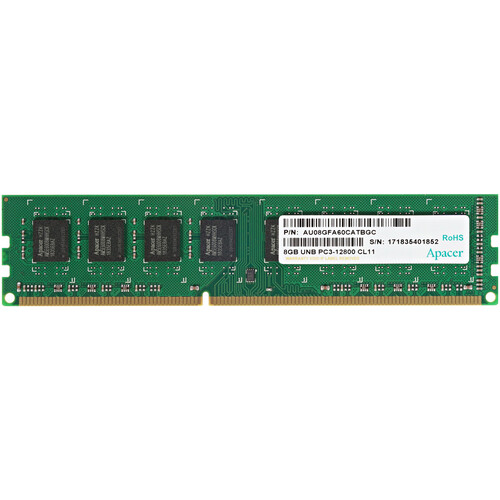 P/N: AU08GFA60CATBGC
S/N: 171835401852
RoHS
8GB UNB PC3-12800 CL11
Apacer